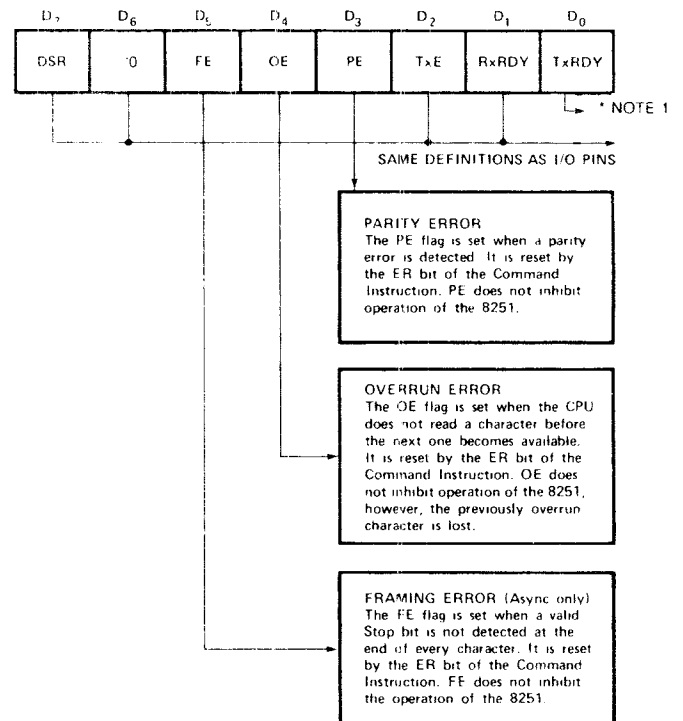 D₇ D₆ D₅ D₄ D₃ D₂ D₁ D₀
DSR 0 FE OE PE TxE RxRDY TxRDY
* NOTE 1
SAME DEFINITIONS AS I/O PINS
PARITY ERROR
The PE flag is set when a parity
error is detected. It is reset by
the ER bit of the Command
Instruction. PE does not inhibit
operation of the 8251.
OVERRUN ERROR
The OE flag is set when the CPU
does not read a character before
the next one becomes available.
It is reset by the ER bit of the
Command Instruction. OE does
not inhibit operation of the 8251,
however, the previously overrun
character is lost.
FRAMING ERROR (Async only)
The FE flag is set when a valid
Stop bit is not detected at the
end of every character. It is reset
by the ER bit of the Command
Instruction. FE does not inhibit
the operation of the 8251.